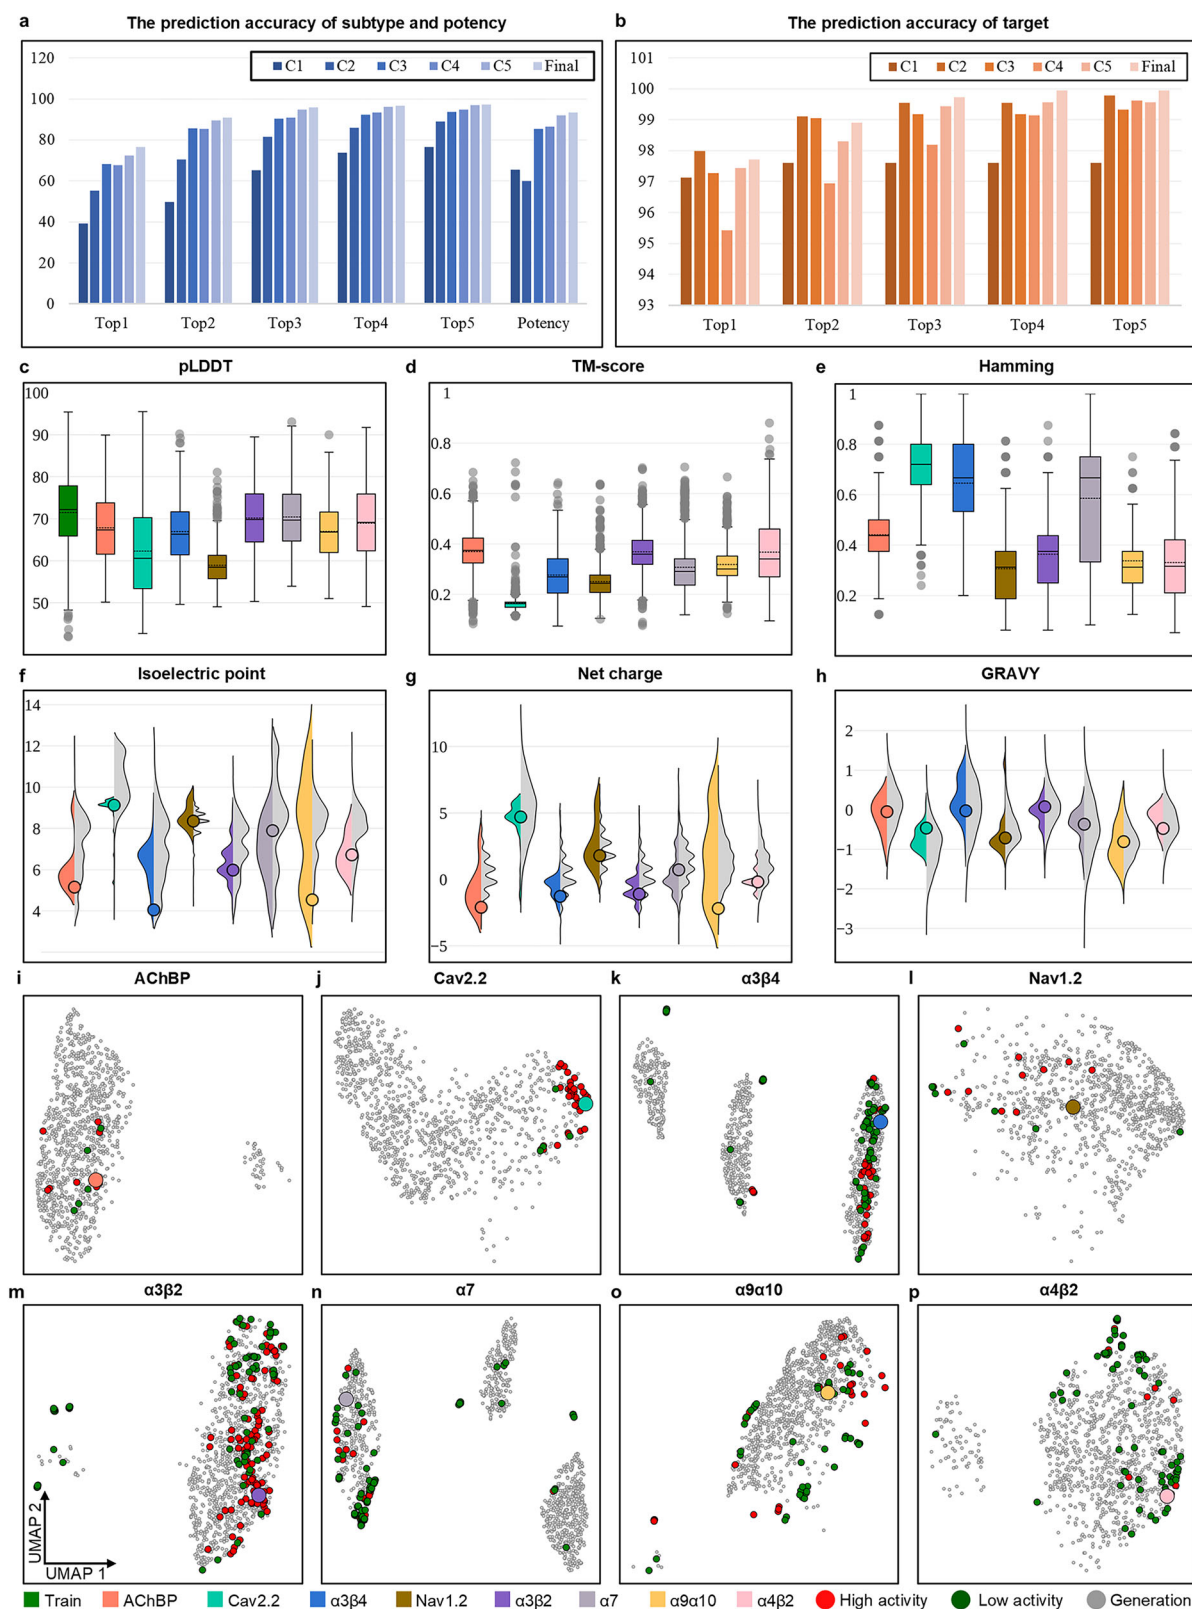 a The prediction accuracy of subtype and potency
C1 C2 C3 C4 C5 Final
120
100
80
60
40
20
0
Top1 Top2 Top3 Top4 Top5 Potency
b The prediction accuracy of target
C1 C2 C3 C4 C5 Final
101
100
99
98
97
96
95
94
93
Top1 Top2 Top3 Top4 Top5
c pLDDT
100
90
80
70
60
50
d TM-score
1
0.8
0.6
0.4
0.2
e Hamming
1
0.8
0.6
0.4
0.2
f Isoelectric point
14
12
10
8
6
4
g Net charge
10
5
0
−5
h GRAVY
2
1
0
−1
−2
−3
i AChBP
j Cav2.2
k α3β4
l Nav1.2
m α3β2
UMAP 2
UMAP 1
n α7
o α9α10
p α4β2
Train AChBP Cav2.2 α3β4 Nav1.2 α3β2 α7 α9α10 α4β2 High activity Low activity Generation